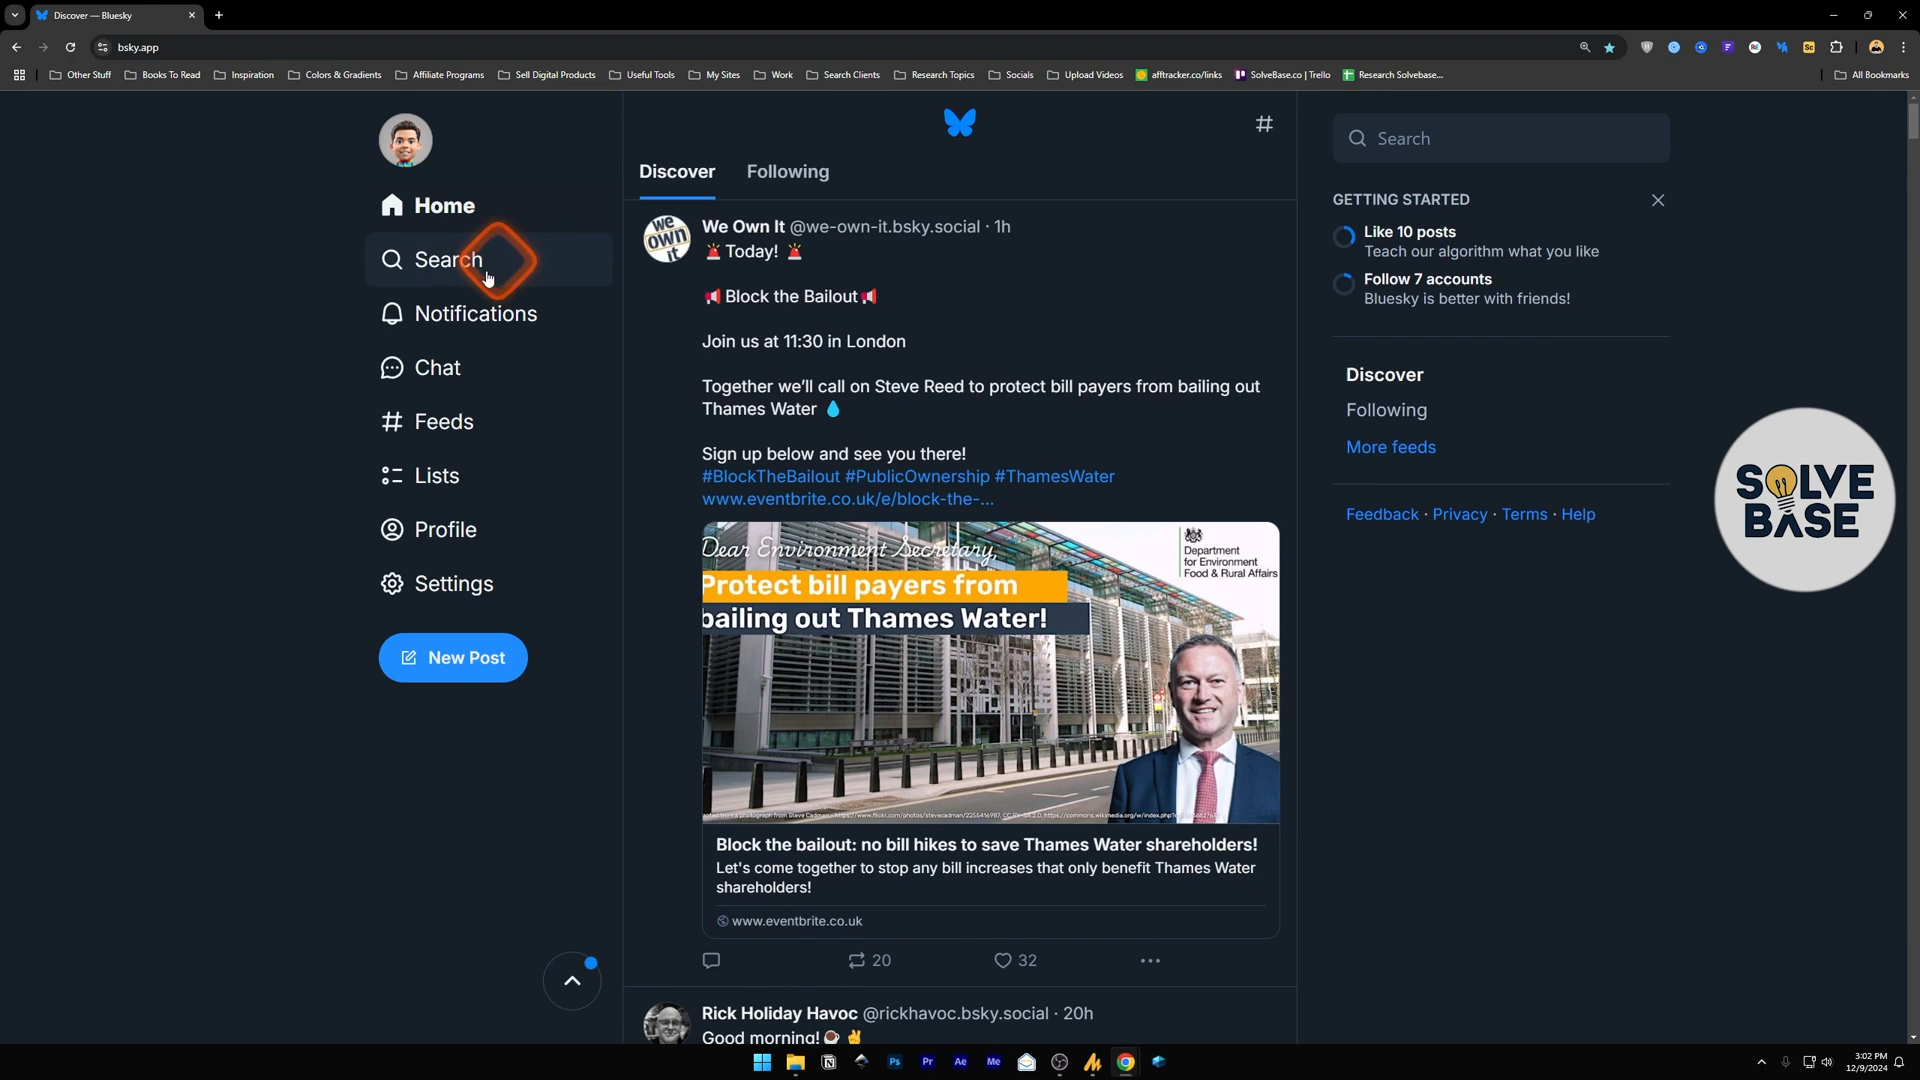 Discover — Bluesky
bsky.app
Other Stuff
Books To Read
Inspiration
Colors & Gradients
Affiliate Programs
Sell Digital Products
Useful Tools
My Sites
Work
Search Clients
Research Topics
Socials
Upload Videos
afftracker.co/links
SolveBase.co | Trello
Research Solvebase...
All Bookmarks
Home
Search
Notifications
Chat
# Feeds
Lists
Profile
Settings
New Post
#
Discover
Following
We Own It @we-own-it.bsky.social · 1h
🚨Today! 🚨
📢Block the Bailout📢
Join us at 11:30 in London
Together we'll call on Steve Reed to protect bill payers from bailing out
Thames Water 💧
Sign up below and see you there!
#BlockTheBailout #PublicOwnership #ThamesWater
www.eventbrite.co.uk/e/block-the-...
we
own
it
Dear Environment Secretary,
Protect bill payers from
bailing out Thames Water!
Department
for Environment
Food & Rural Affairs
Block the bailout: no bill hikes to save Thames Water shareholders!
Let's come together to stop any bill increases that only benefit Thames Water
shareholders!
www.eventbrite.co.uk
20
32
Rick Holiday Havoc @rickhavoc.bsky.social · 20h
Good morning!☕ ✌
Search
GETTING STARTED
Like 10 posts
Teach our algorithm what you like
Follow 7 accounts
Bluesky is better with friends!
Discover
Following
More feeds
Feedback · Privacy · Terms · Help
SOLVE
BASE
Ps
Pr
Ae
Me
3:02 PM
12/9/2024